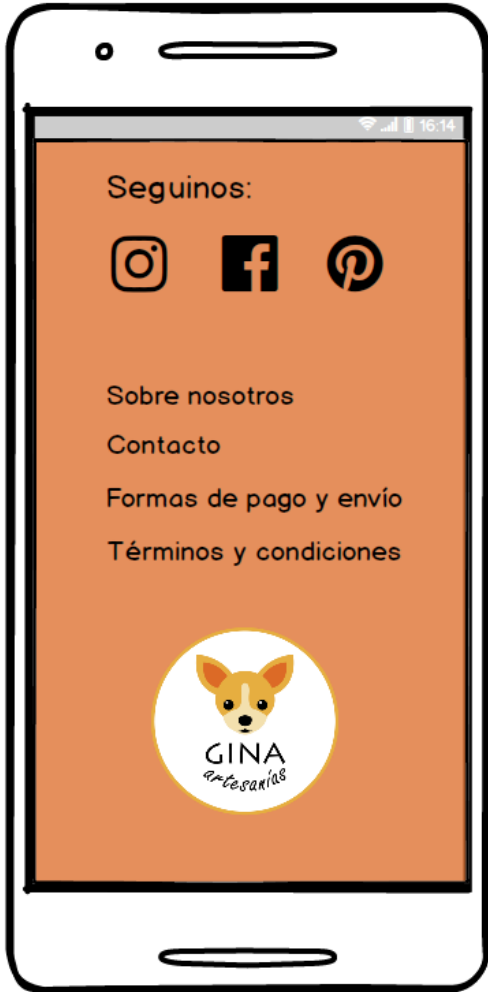 16:14
Seguinos:
Sobre nosotros
Contacto
Formas de pago y envío
Términos y condiciones
GINA
artesanías